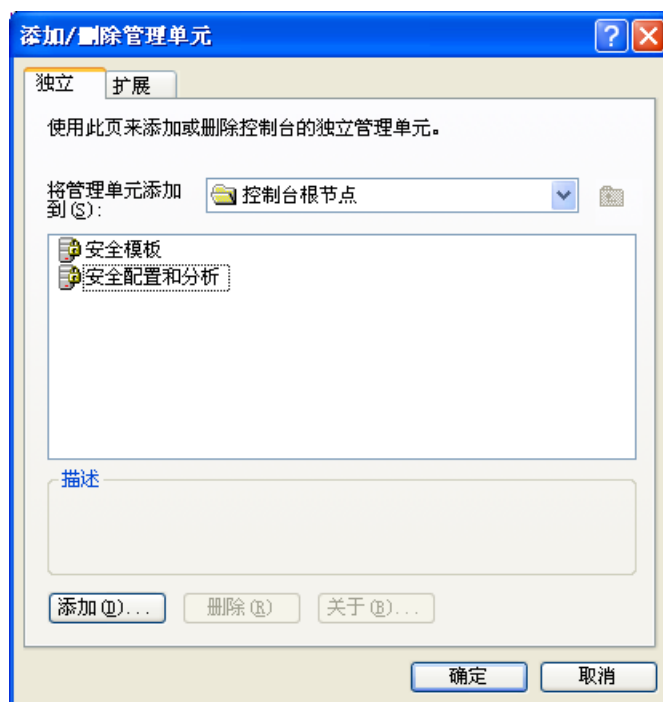 添加/删除管理单元
独立
扩展
使用此页来添加或删除控制台的独立管理单元。
将管理单元添加
到(S):
控制台根节点
安全模板
安全配置和分析
描述
添加(D)...
删除(R)
关于(B)...
确定
取消